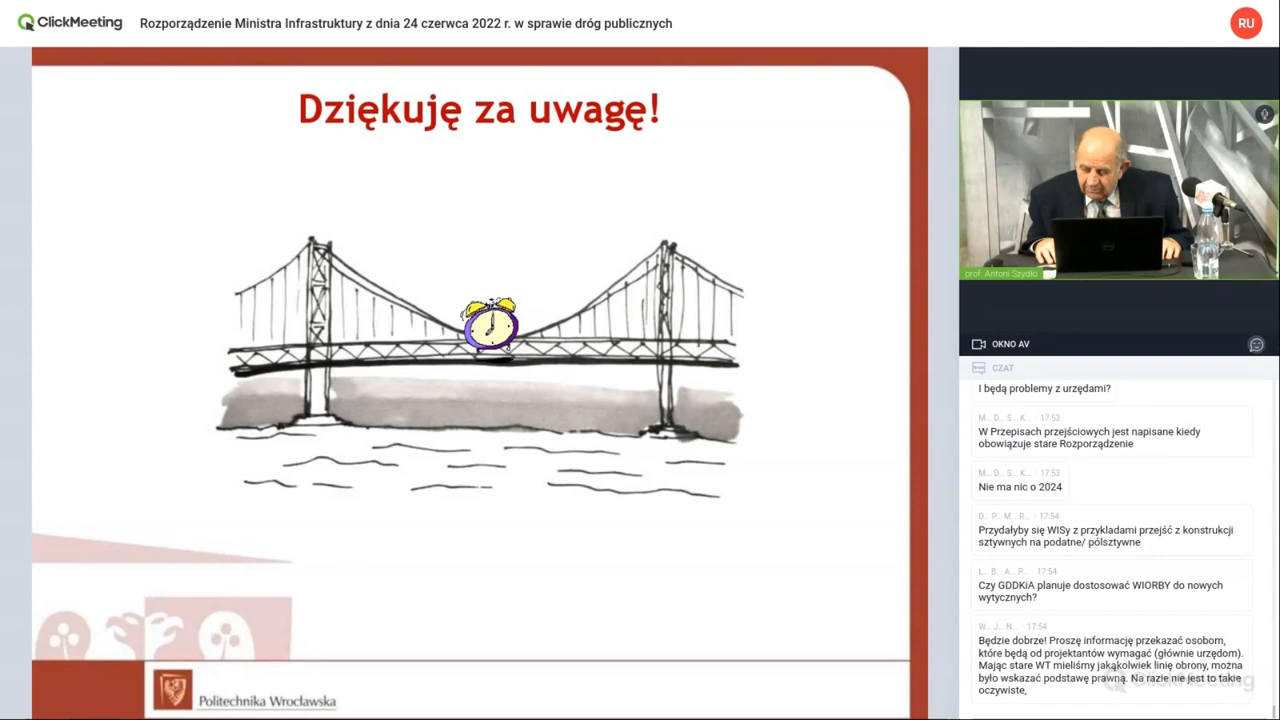 ClickMeeting
Rozporządzenie Ministra Infrastruktury z dnia 24 czerwca 2022 r. w sprawie dróg publicznych
RU
Dziękuję za uwagę!
Politechnika Wrocławska
prof. Antoni Szydło
OKNO AV
CZAT
I będą problemy z urzędami?
M... D... S... K... 17:53
W Przepisach przejściowych jest napisane kiedy
obowiązuje stare Rozporządzenie
M... D... S... K... 17:53
Nie ma nic o 2024
D... P... M... R... 17:54
Przydałyby się WISy z przykladami przejść z konstrukcji
sztywnych na podatne/ pólsztywne
L... B... A... P... 17:54
Czy GDDKiA planuje dostosować WIORBY do nowych
wytycznych?
W... J... N... 17:54
Będzie dobrze! Proszę informację przekazać osobom,
które będą od projektantów wymagać (głównie urzędom).
Mając stare WT mieliśmy jakąkolwiek linię obrony, można
było wskazać podstawę prawną. Na razie nie jest to takie
oczywiste,
ClickMeeting